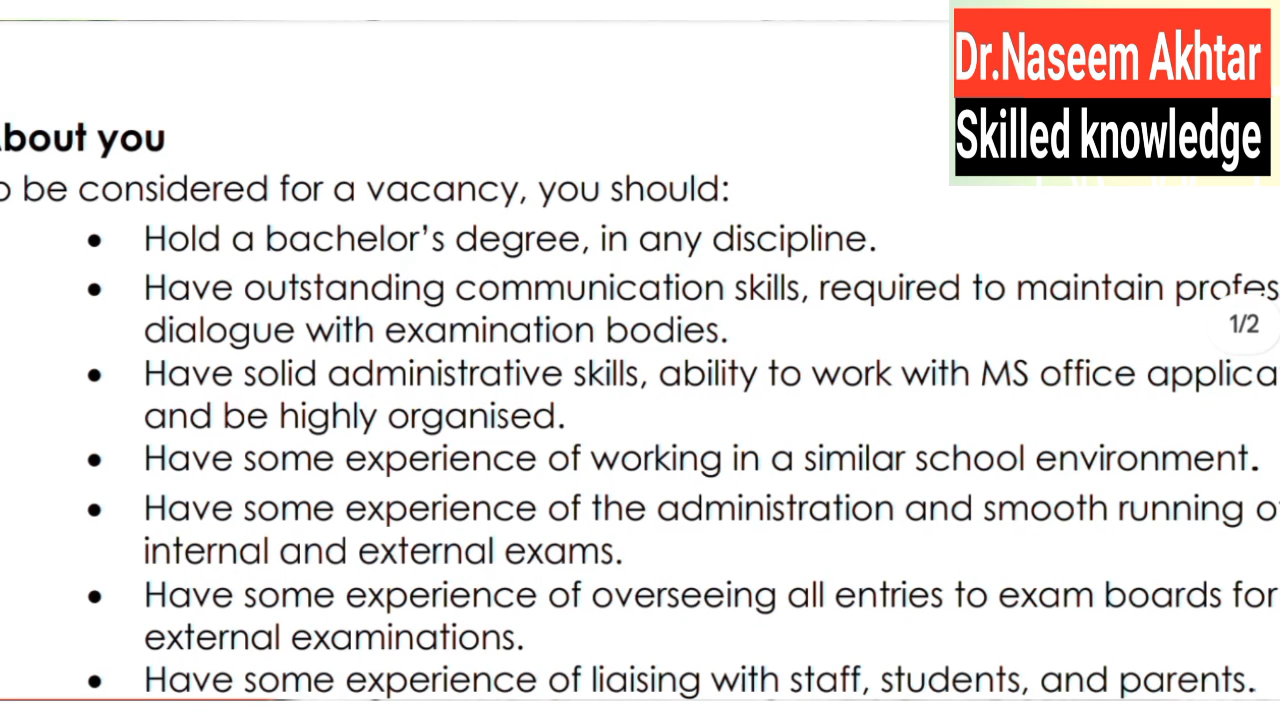 Dr.Naseem Akhtar
Skilled knowledge
bout you
be considered for a vacancy, you should:
• Hold a bachelor's degree, in any discipline.
• Have outstanding communication skills, required to maintain profes
dialogue with examination bodies.
1/2
• Have solid administrative skills, ability to work with MS office applica
and be highly organised.
• Have some experience of working in a similar school environment.
• Have some experience of the administration and smooth running o
internal and external exams.
• Have some experience of overseeing all entries to exam boards for
external examinations.
• Have some experience of liaising with staff, students, and parents.